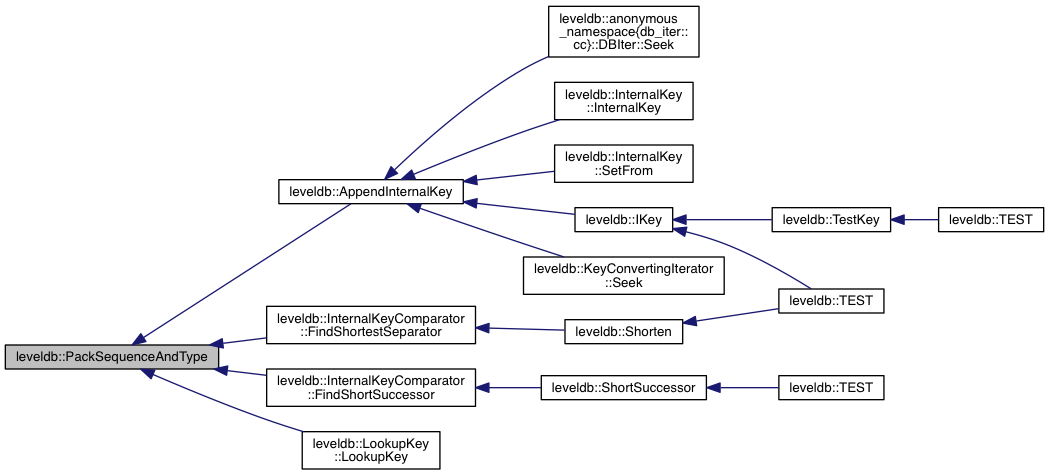 leveldb::anonymous
_namespace{db_iter::
cc}::DBIter::Seek
leveldb::InternalKey
::InternalKey
leveldb::InternalKey
::SetFrom
leveldb::AppendInternalKey
leveldb::IKey
leveldb::TestKey
leveldb::TEST
leveldb::KeyConvertingIterator
::Seek
leveldb::TEST
leveldb::InternalKeyComparator
::FindShortestSeparator
leveldb::Shorten
leveldb::PackSequenceAndType
leveldb::InternalKeyComparator
::FindShortSuccessor
leveldb::ShortSuccessor
leveldb::TEST
leveldb::LookupKey
::LookupKey